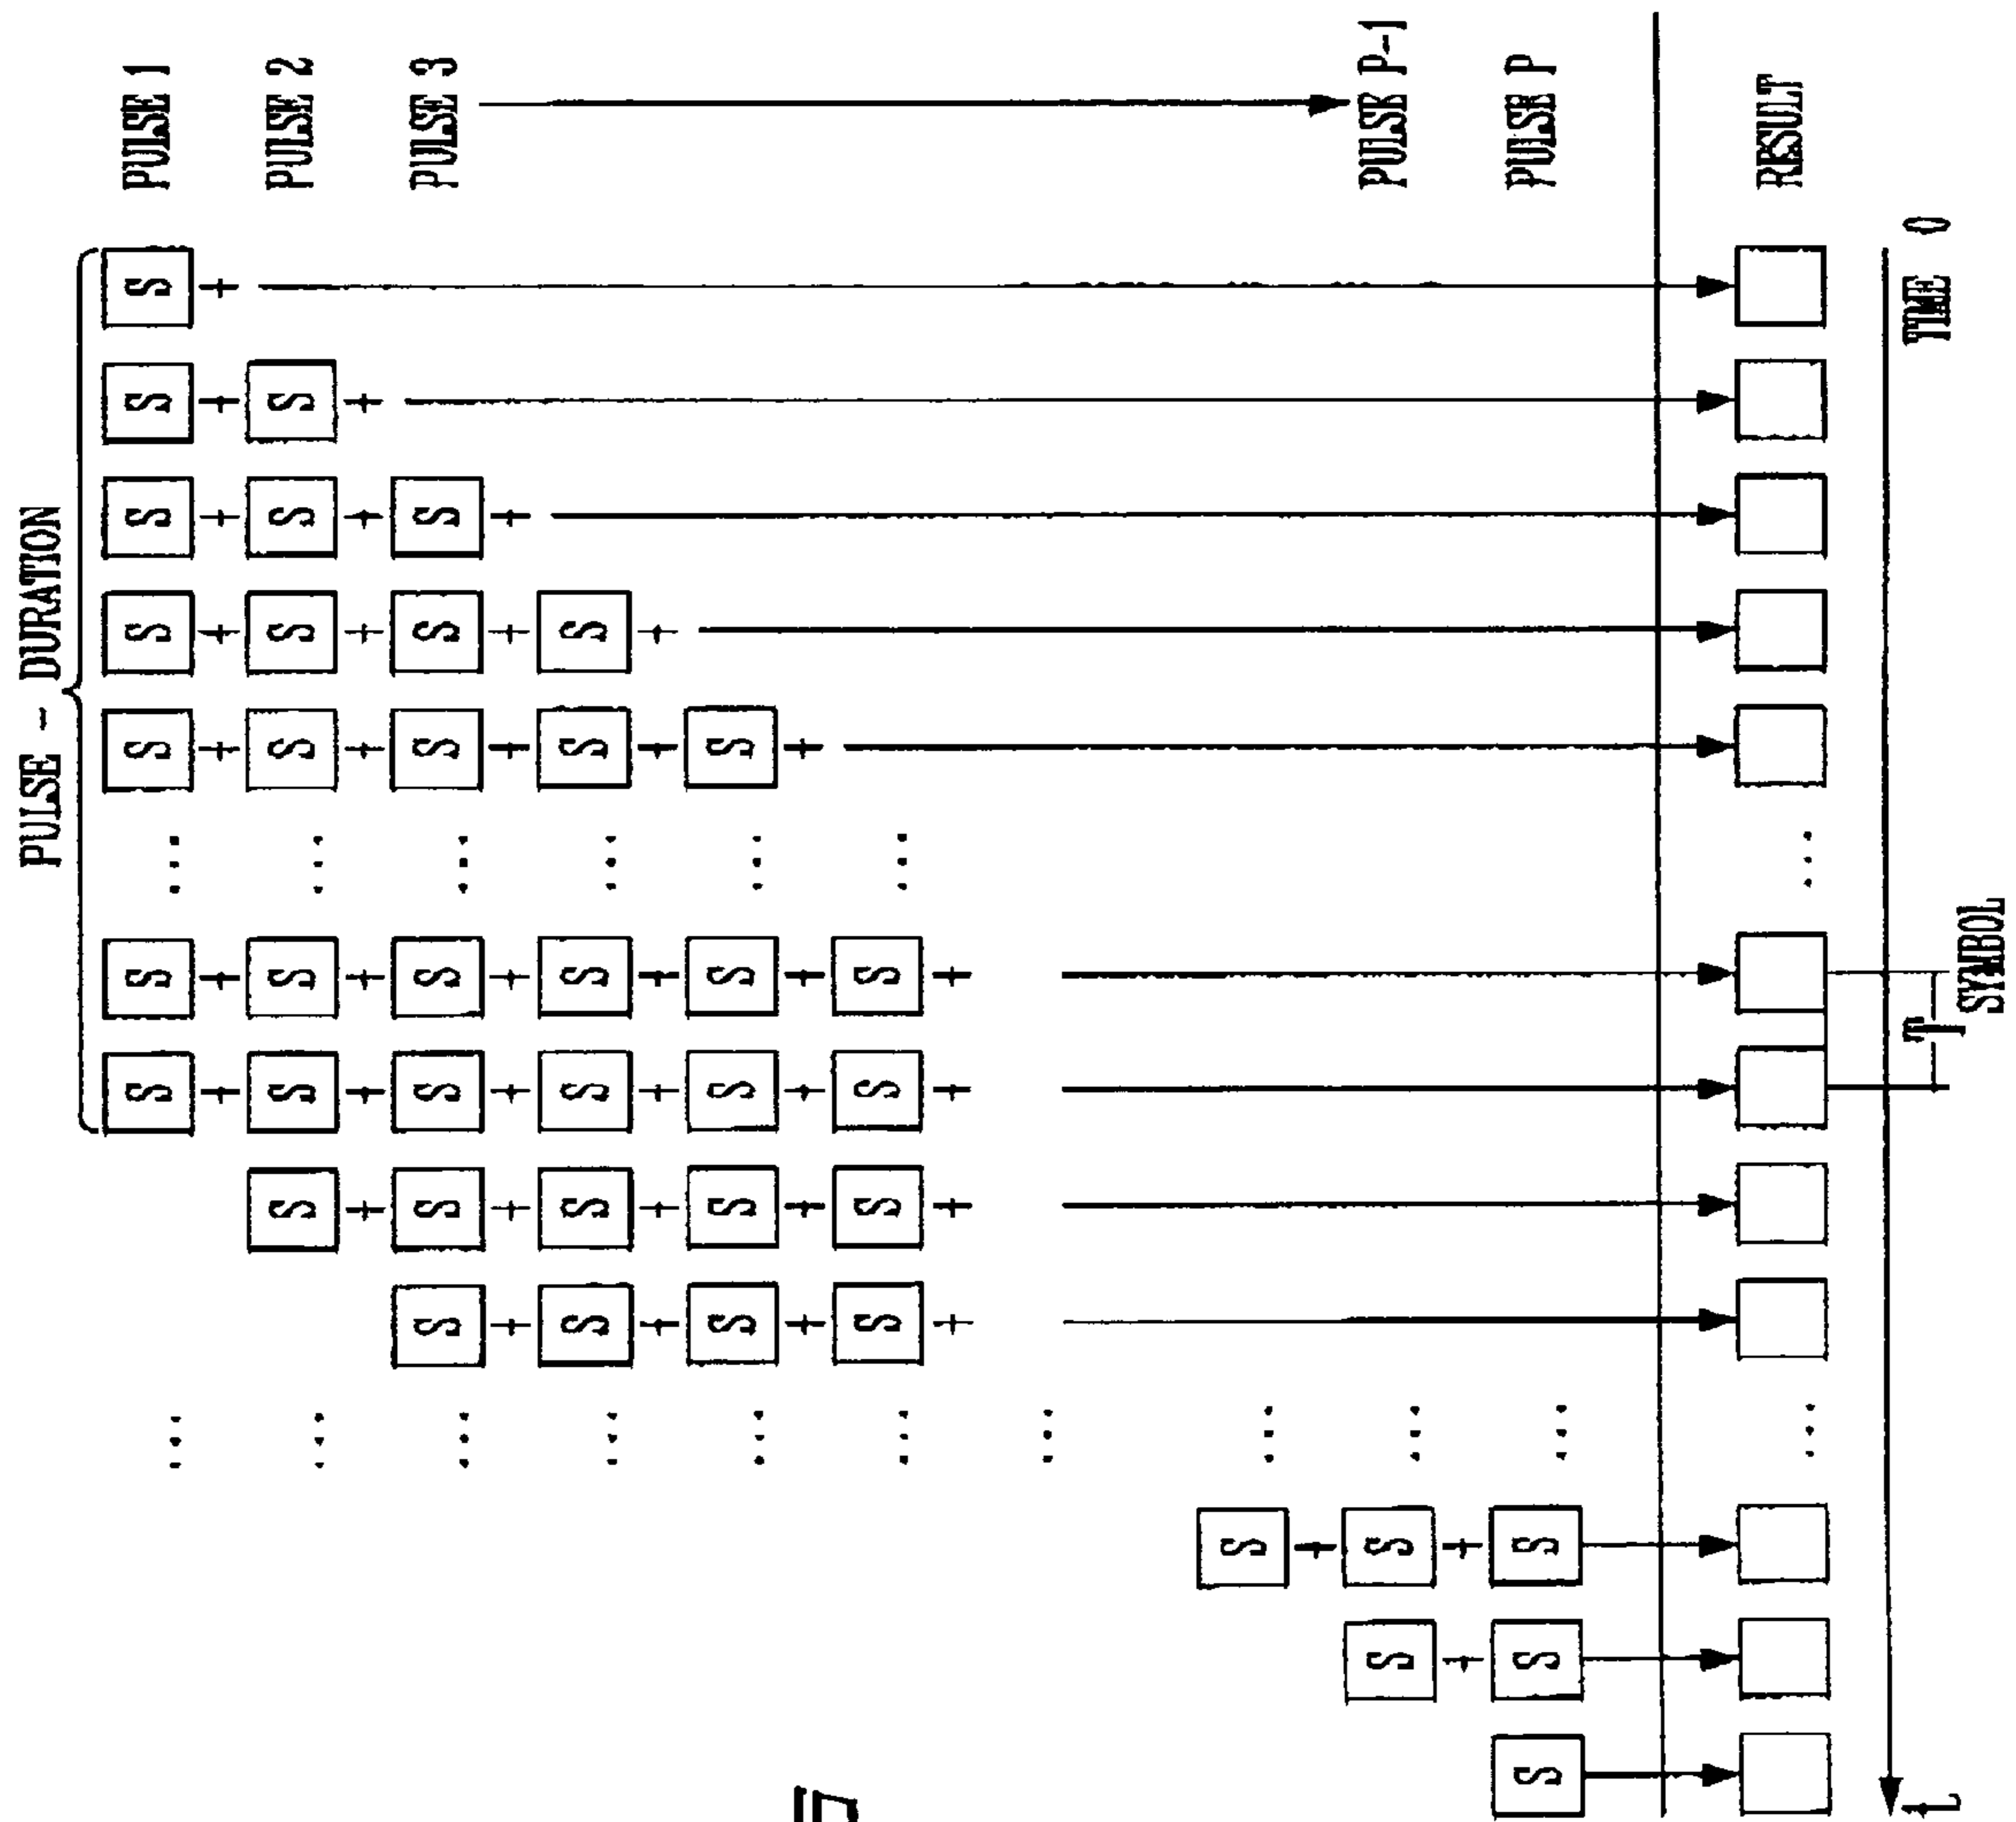 PULSE - DURATION
PULSE 1
PULSE 2
PULSE 3
PULSE P-1
PULSE P
RESULT
S +
S + S +
S + S + S +
S + S + S + S +
S + S + S + S + S +
... ... ... ... ... ... ...
S + S + S + S + S + S +
S + S + S + S + S + S +
S + S + S + S + S +
S + S + S + S +
... ... ... ... ... ... ... ... ... ... ...
S + S + S
S + S
S
TIME 0
T SYMBOL
t